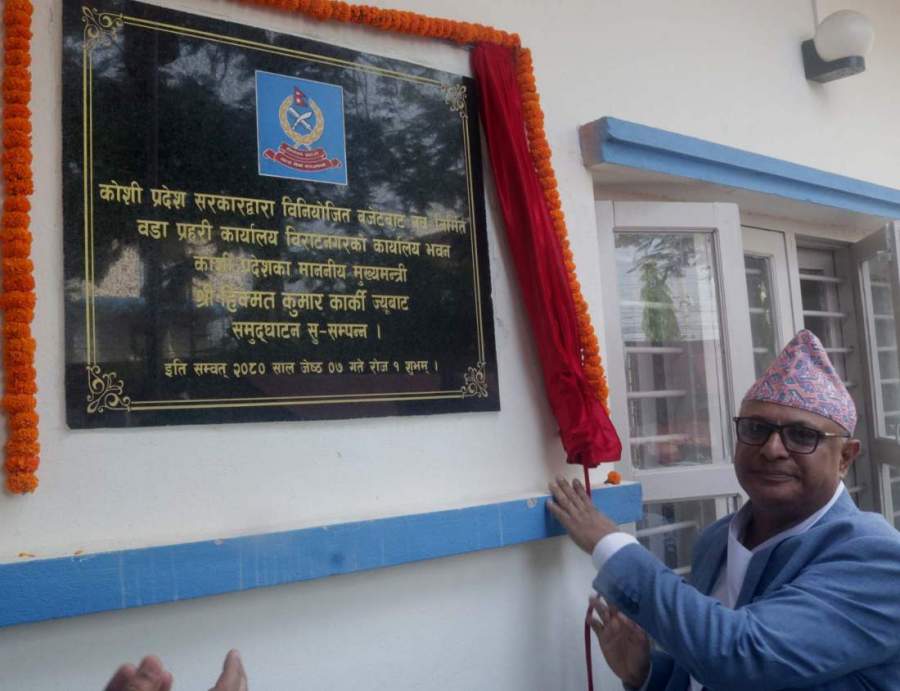 कोशी प्रदेश सरकारद्वारा विनियोजित बजेटबाट नव निर्मित
वडा प्रहरी कार्यालय विराटनगरको कार्यालय भवन
कोशी प्रदेशका माननीय मुख्यमन्त्री
श्री हिक्मत कुमार कार्की ज्यूबाट
समुद्घाटन सु-सम्पन्न ।
इति सम्वत् २०८० साल जेष्ठ ०७ गते रोज १ शुभम् ।